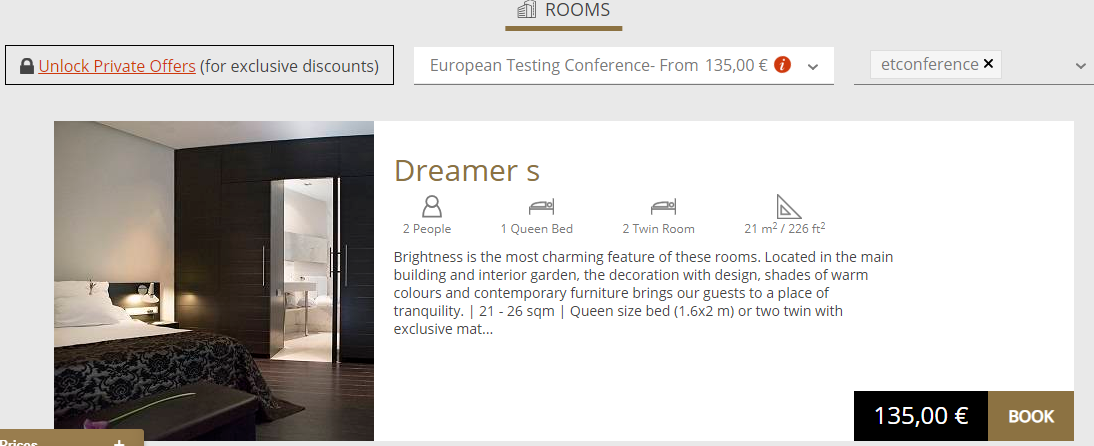 ROOMS
Unlock Private Offers (for exclusive discounts)
European Testing Conference- From 135,00 € i
etconference ×
Dreamer s
2 People
1 Queen Bed
2 Twin Room
21 m² / 226 ft²
Brightness is the most charming feature of these rooms. Located in the main
building and interior garden, the decoration with design, shades of warm
colours and contemporary furniture brings our guests to a place of
tranquility. | 21 - 26 sqm | Queen size bed (1.6x2 m) or two twin with
exclusive mat...
135,00 €
BOOK
Prices +